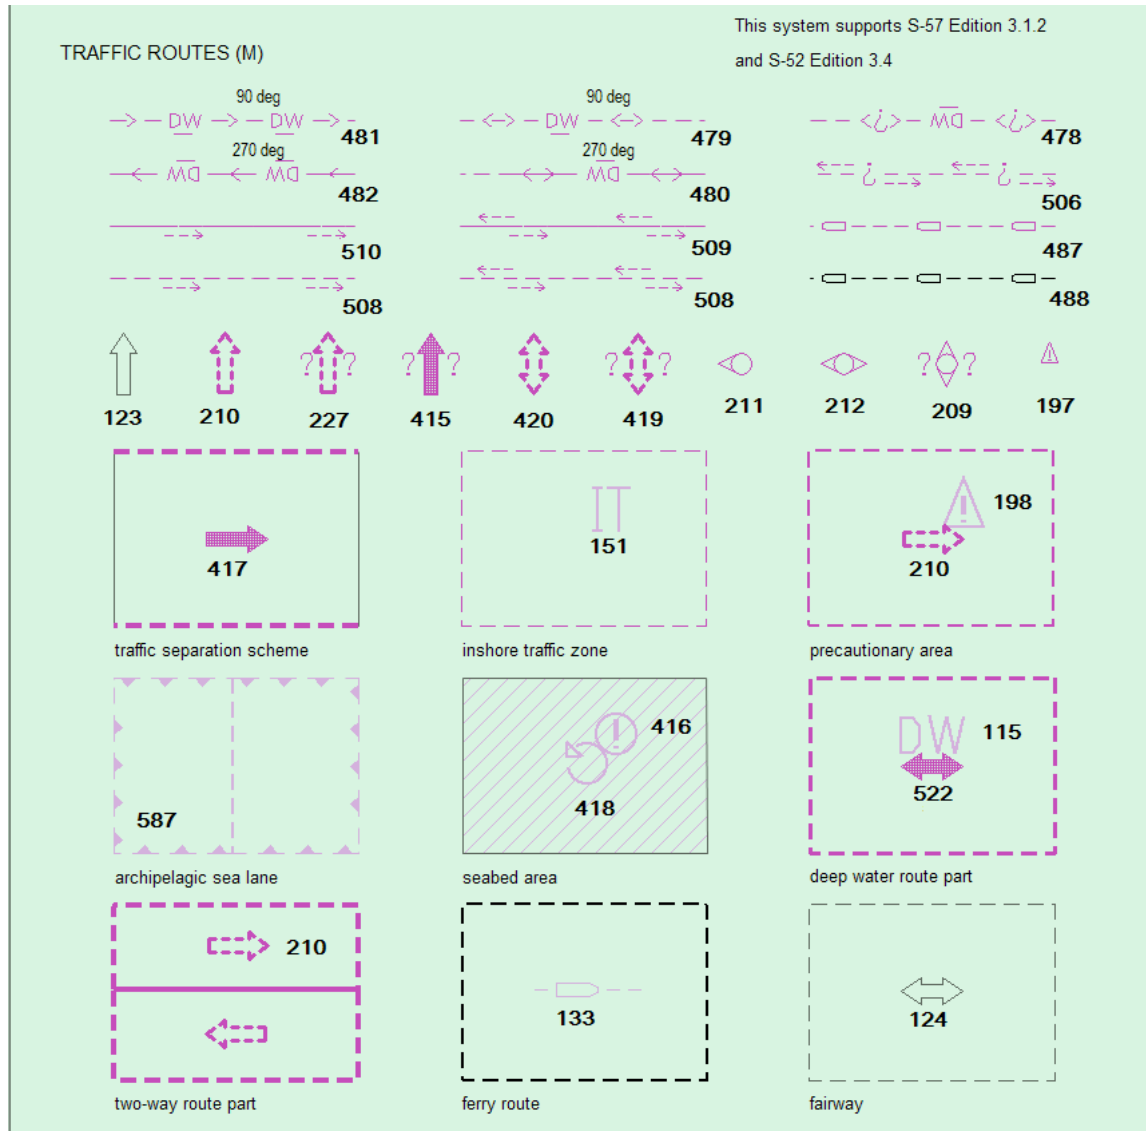 This system supports S-57 Edition 3.1.2
TRAFFIC ROUTES (M)
and S-52 Edition 3.4
90 deg 90 deg
DW DW DW DW
481 479 478
270 deg 270 deg
DW DW DW
482 480 506
510 509 487
508 508 488
? ? ? ? ? ? ? ?
123 210 227 415 420 419 211 212 209 197
IT ! 198
417 151 210
traffic separation scheme inshore traffic zone precautionary area
! 416 DW 115
587 418 522
archipelagic sea lane seabed area deep water route part
210
133 124
two-way route part ferry route fairway